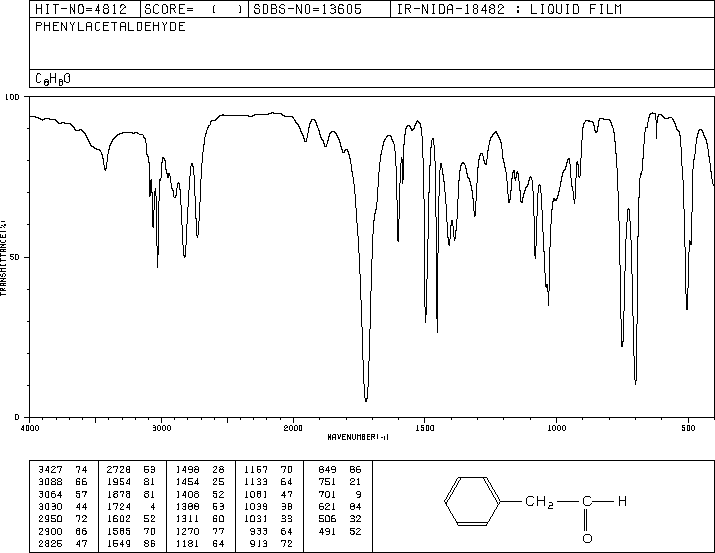 HIT-NO=4812 SCORE= ( ) SDBS-NO=13605 IR-NIDA-18482 : LIQUID FILM
PHENYLACETALDEHYDE
C8H8O
100
50
0
TRANSMITTANCE(%)
4000 3000 2000 1500 1000 500
WAVENUMBER(-1)
3427 74 2728 53 1498 28 1157 70 849 86
3088 66 1954 81 1454 25 1133 64 751 21
3064 57 1878 81 1408 52 1081 47 701 9
3030 44 1724 4 1388 53 1039 38 621 84
2950 72 1602 52 1311 60 1031 33 506 32
2900 66 1585 70 1270 77 933 64 491 52
2825 47 1549 86 1181 64 913 72
CH2 C H
O